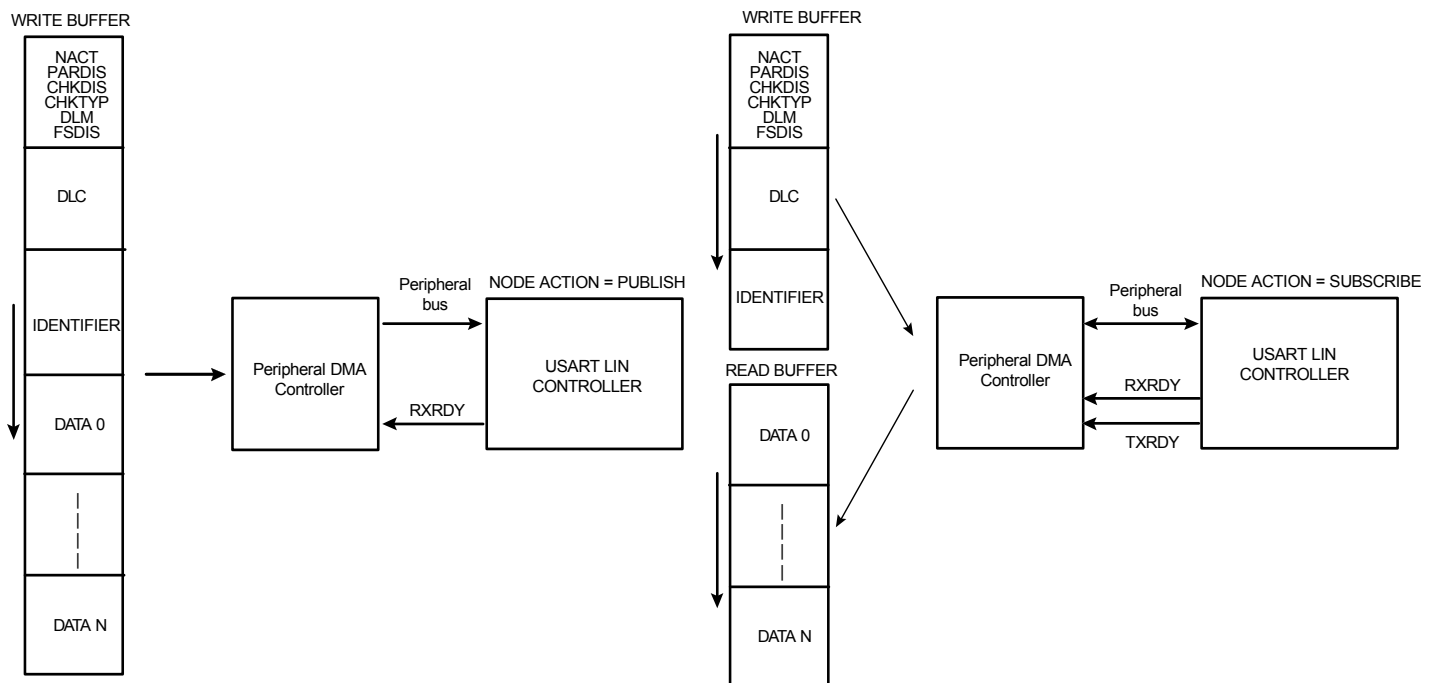 WRITE BUFFER
NACT
PARDIS
CHKDIS
CHKTYP
DLM
FSDIS
DLC
IDENTIFIER
DATA 0
DATA N
Peripheral DMA
Controller
Peripheral
bus
RXRDY
NODE ACTION = PUBLISH
USART LIN
CONTROLLER
WRITE BUFFER
NACT
PARDIS
CHKDIS
CHKTYP
DLM
FSDIS
DLC
IDENTIFIER
READ BUFFER
DATA 0
DATA N
Peripheral DMA
Controller
Peripheral
bus
RXRDY
TXRDY
NODE ACTION = SUBSCRIBE
USART LIN
CONTROLLER